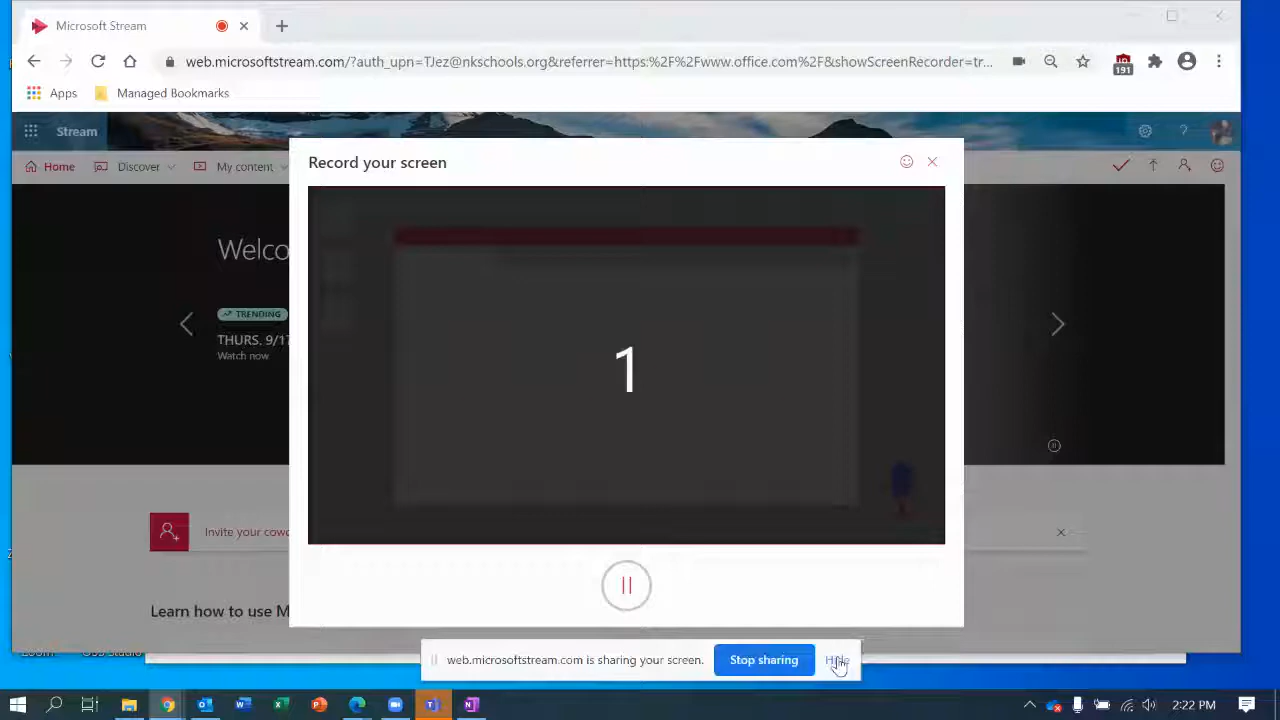 Microsoft Stream
web.microsoftstream.com/?auth_upn=TJez@nkschools.org&referrer=https:%2F%2Fwww.office.com%2F&showScreenRecorder=tr...
191
Apps
Managed Bookmarks
Stream
Record your screen
Home
Discover
My content
Welco
TRENDING
THURS. 9/17
Watch now
1
Invite your cowo
Learn how to use M
web.microsoftstream.com is sharing your screen.
Stop sharing
Hide
2:22 PM